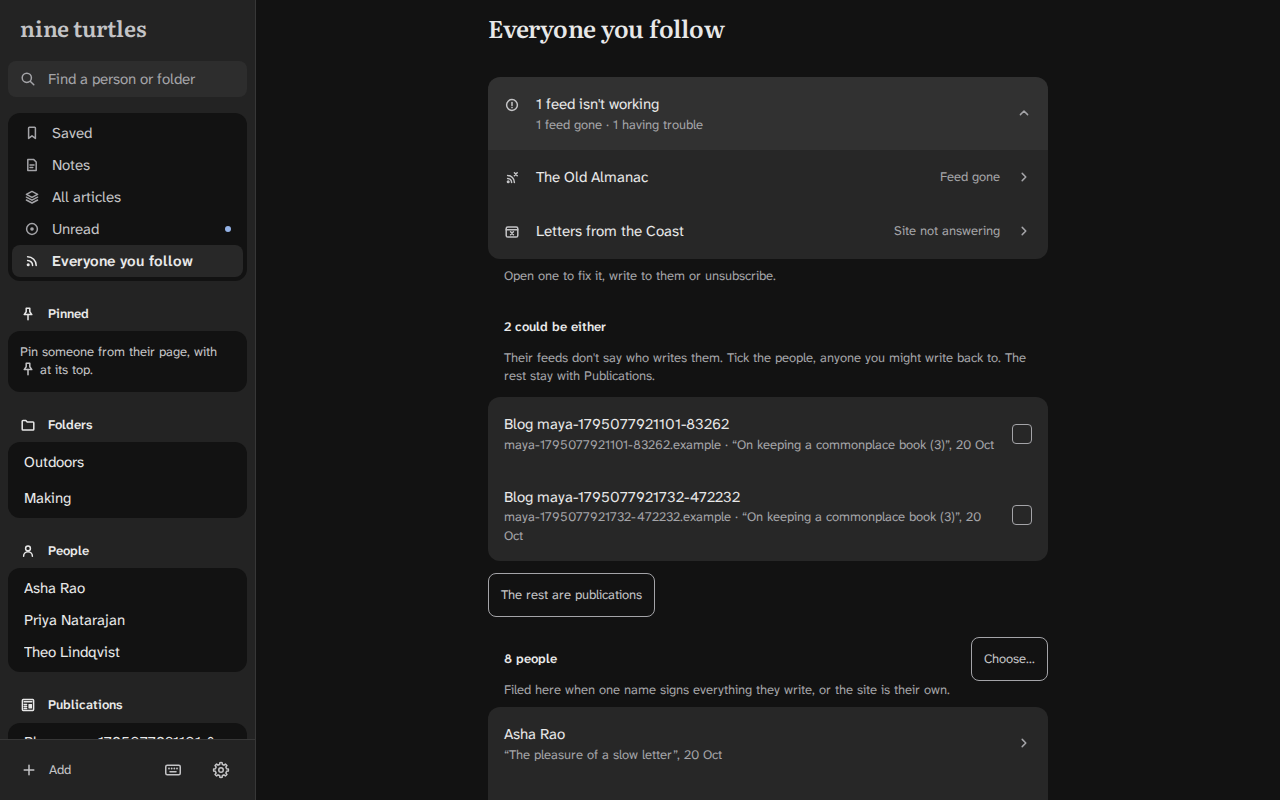 nine turtles
Find a person or folder
Saved
Notes
All articles
Unread
Everyone you follow
Pinned
Pin someone from their page, with
at its top.
Folders
Outdoors
Making
People
Asha Rao
Priya Natarajan
Theo Lindqvist
Publications
Add
Everyone you follow
1 feed isn't working
1 feed gone · 1 having trouble
The Old Almanac
Feed gone
Letters from the Coast
Site not answering
Open one to fix it, write to them or unsubscribe.
2 could be either
Their feeds don't say who writes them. Tick the people, anyone you might write back to. The
rest stay with Publications.
Blog maya-1795077921101-83262
maya-1795077921101-83262.example · “On keeping a commonplace book (3)”, 20 Oct
Blog maya-1795077921732-472232
maya-1795077921732-472232.example · “On keeping a commonplace book (3)”, 20
Oct
The rest are publications
8 people
Choose…
Filed here when one name signs everything they write, or the site is their own.
Asha Rao
“The pleasure of a slow letter”, 20 Oct